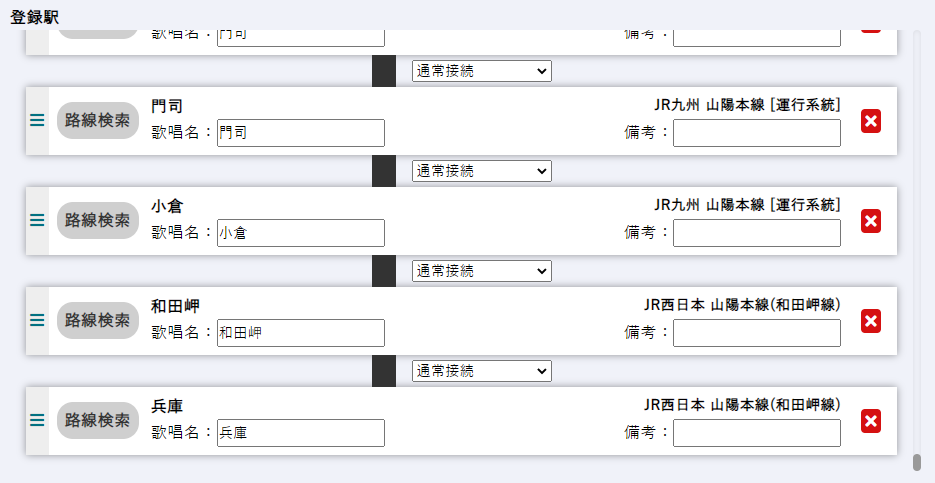 登録駅
歌唱名：門司 備考：
通常接続
門司 JR九州 山陽本線 [運行系統]
路線検索 歌唱名：門司 備考：
通常接続
小倉 JR九州 山陽本線 [運行系統]
路線検索 歌唱名：小倉 備考：
通常接続
和田岬 JR西日本 山陽本線(和田岬線)
路線検索 歌唱名：和田岬 備考：
通常接続
兵庫 JR西日本 山陽本線(和田岬線)
路線検索 歌唱名：兵庫 備考：